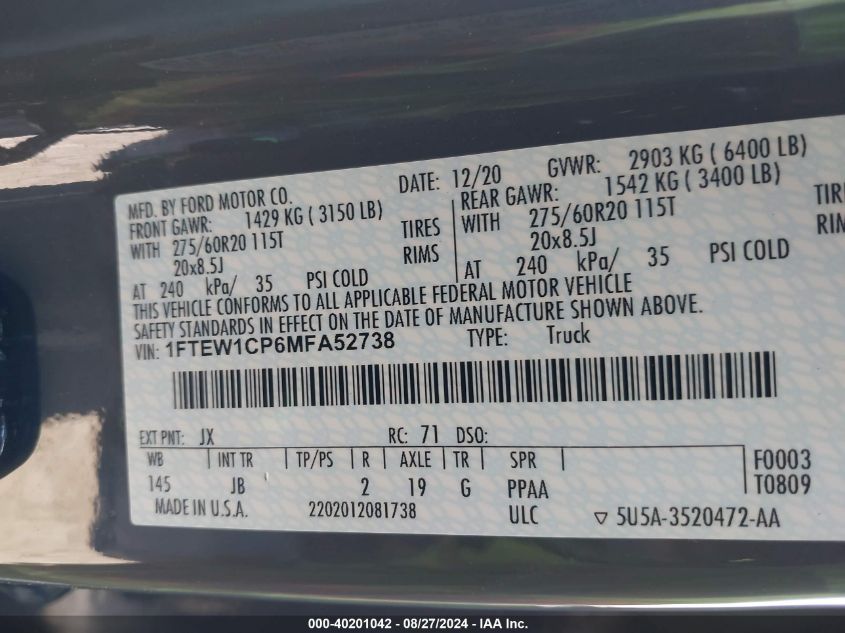 MFD. BY FORD MOTOR CO. DATE: 12/20 GVWR: 2903 KG ( 6400 LB)
FRONT GAWR: 1429 KG ( 3150 LB) REAR GAWR: 1542 KG ( 3400 LB)
WITH 275/60R20 115T TIRES WITH 275/60R20 115T TIRE
20x8.5J RIMS 20x8.5J RIM
AT 240 kPa/ 35 PSI COLD AT 240 kPa/ 35 PSI COLD
THIS VEHICLE CONFORMS TO ALL APPLICABLE FEDERAL MOTOR VEHICLE
SAFETY STANDARDS IN EFFECT ON THE DATE OF MANUFACTURE SHOWN ABOVE.
VIN: 1FTEW1CP6MFA52738 TYPE: Truck
EXT PNT: JX RC: 71 DSO:
WB INT TR TP/PS R AXLE TR SPR F0003
145 JB 2 19 G PPAA T0809
MADE IN U.S.A. 2202012081738 ULC ▽ 5U5A-3520472-AA
000-40201042 - 08/27/2024 - IAA Inc.